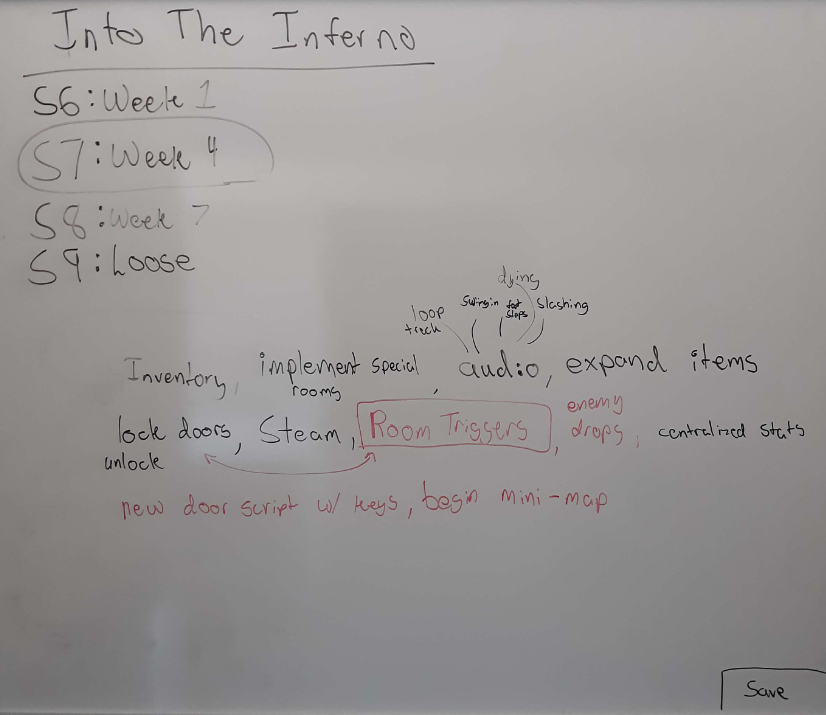 Into The Inferno
S6: Week 1
S7: Week 4
S8: Week 7
S9: Loose
dying
swingin foot steps slashing
loop track
Inventory, implement special rooms, audio, expand items
lock doors, Steam, Room Triggers, enemy drops, centralized stats
unlock
new door script w/ keys, begin mini-map
Save